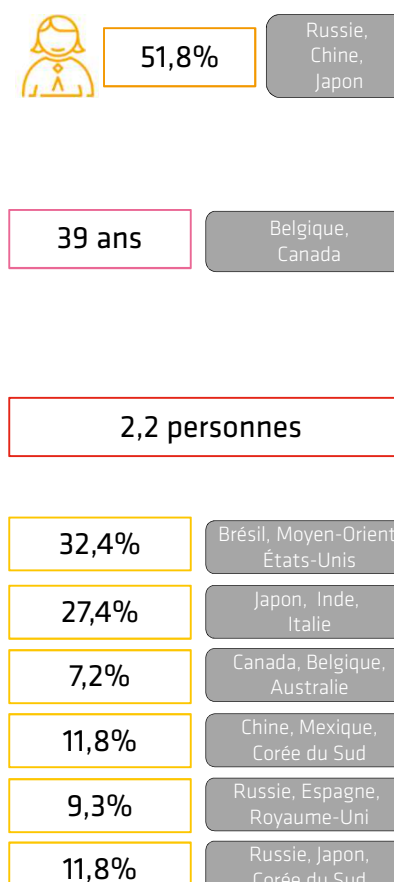 51,8%
Russie,
Chine,
Japon
39 ans
Belgique,
Canada
2,2 personnes
32,4%
Brésil, Moyen-Orient
États-Unis
27,4%
Japon, Inde,
Italie
7,2%
Canada, Belgique,
Australie
11,8%
Chine, Mexique,
Corée du Sud
9,3%
Russie, Espagne,
Royaume-Uni
11,8%
Russie, Japon,
Corée du Sud